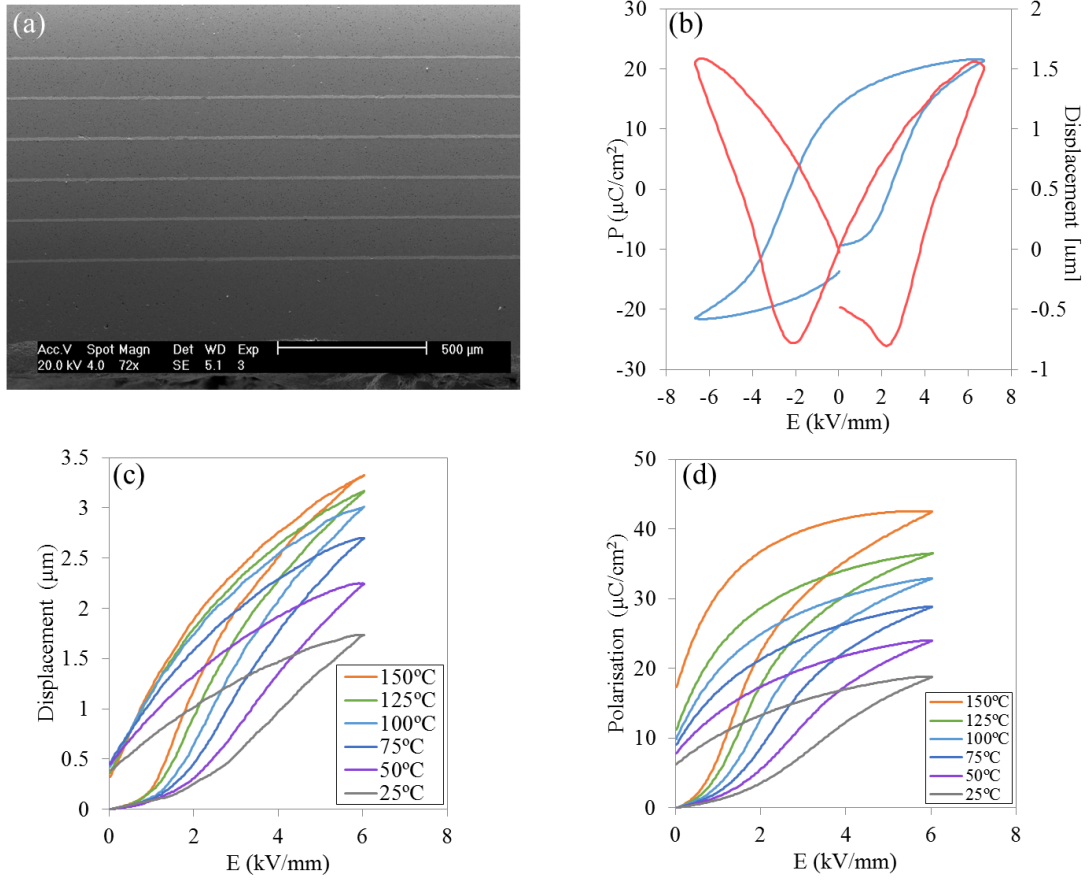 (a)
Acc.V Spot Magn Det WD Exp
20.0 kV 4.0 72x SE 5.1 3
500 µm
(b)
30
20
10
0
-10
-20
-30
P (µC/cm²)
2
1.5
1
0.5
0
-0.5
-1
Displacement [µm]
-8 -6 -4 -2 0 2 4 6 8
E (kV/mm)
(c)
3.5
3
2.5
2
1.5
1
0.5
0
Displacement (µm)
150ºC
125ºC
100ºC
75ºC
50ºC
25ºC
0 2 4 6 8
E (kV/mm)
(d)
50
40
30
20
10
0
Polarisation (µC/cm²)
150ºC
125ºC
100ºC
75ºC
50ºC
25ºC
0 2 4 6 8
E (kV/mm)